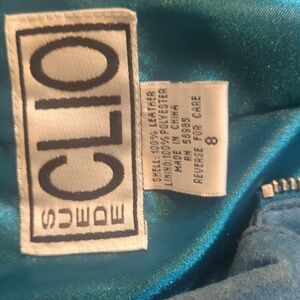 CLIO
SUEDE
SHELL: 100% LEATHER
LINING: 100% POLYESTER
MADE IN CHINA
RN 58985
REVERSE FOR CARE
8